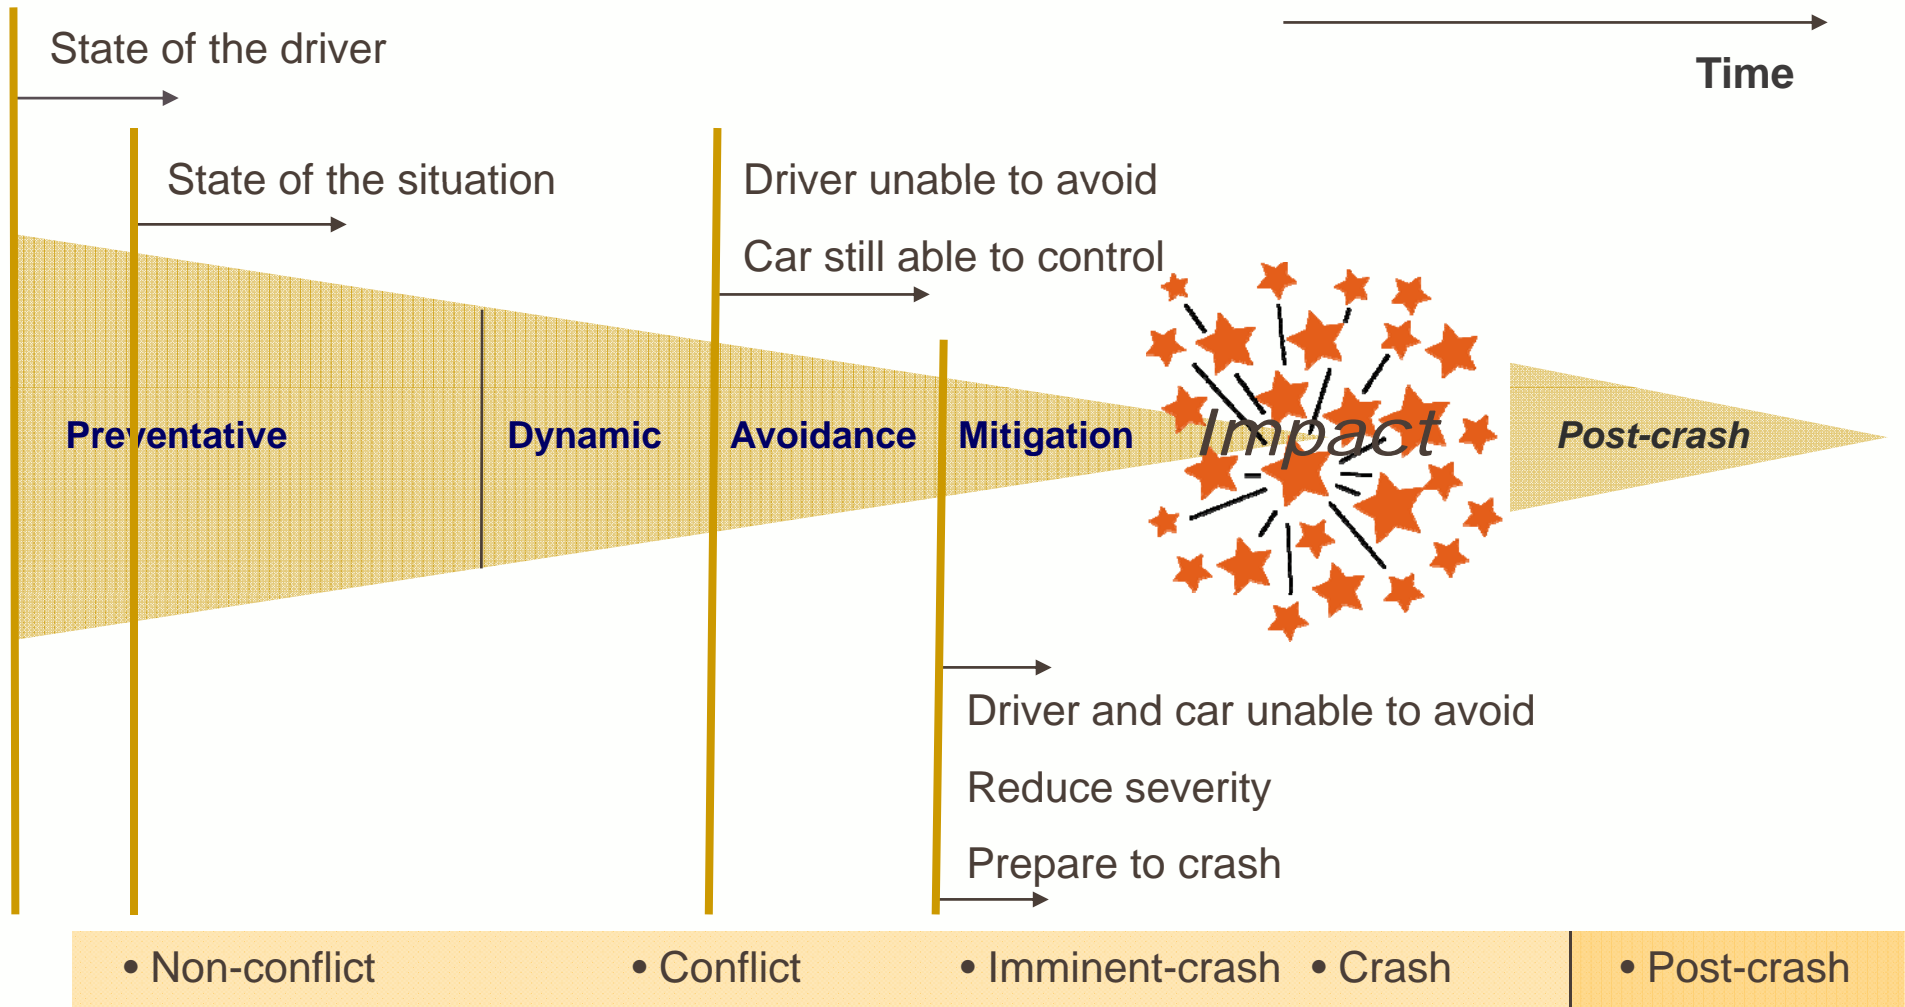 State of the driver
Time
State of the situation
Driver unable to avoid
Car still able to control
Preventative
Dynamic
Avoidance
Mitigation
Impact
Post-crash
Driver and car unable to avoid
Reduce severity
Prepare to crash
• Non-conflict
• Conflict
• Imminent-crash
• Crash
• Post-crash